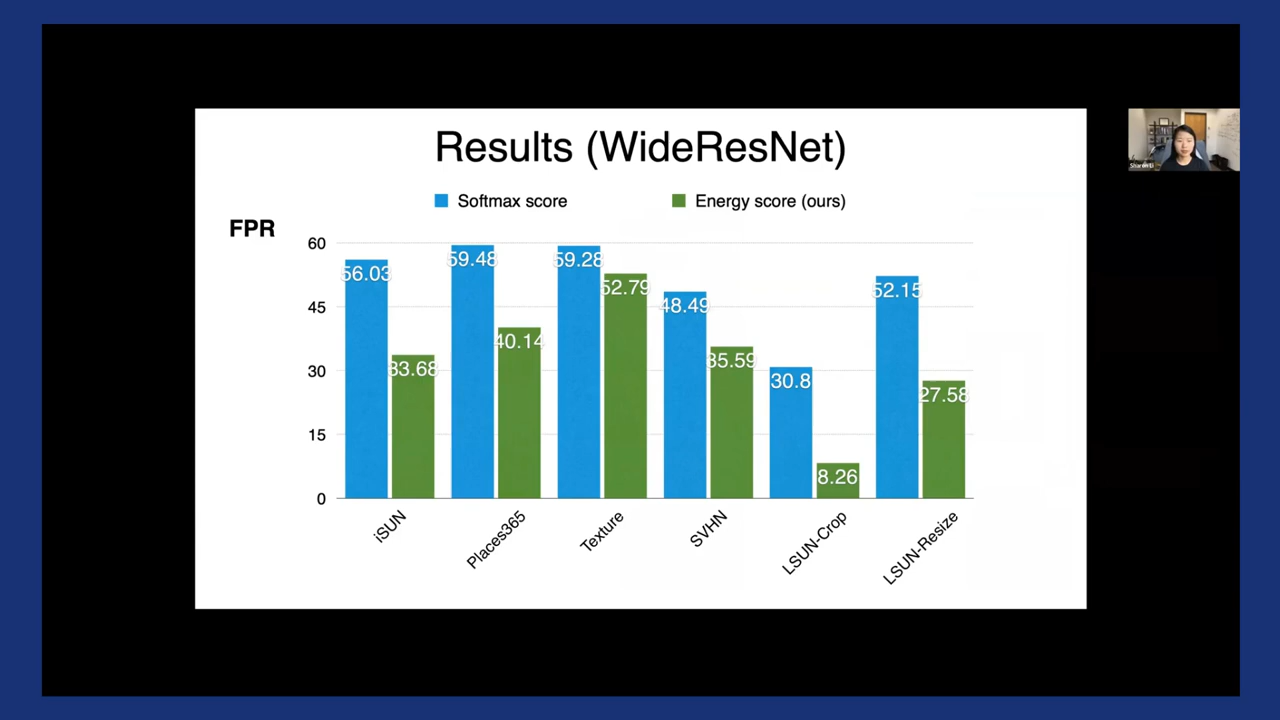 Results (WideResNet)
Softmax score
Energy score (ours)
FPR
60
45
30
15
0
56.03
33.68
59.48
40.14
59.28
52.79
48.49
35.59
30.8
8.26
52.15
27.58
iSUN
Places365
Texture
SVHN
LSUN-Crop
LSUN-Resize
Sharon Li